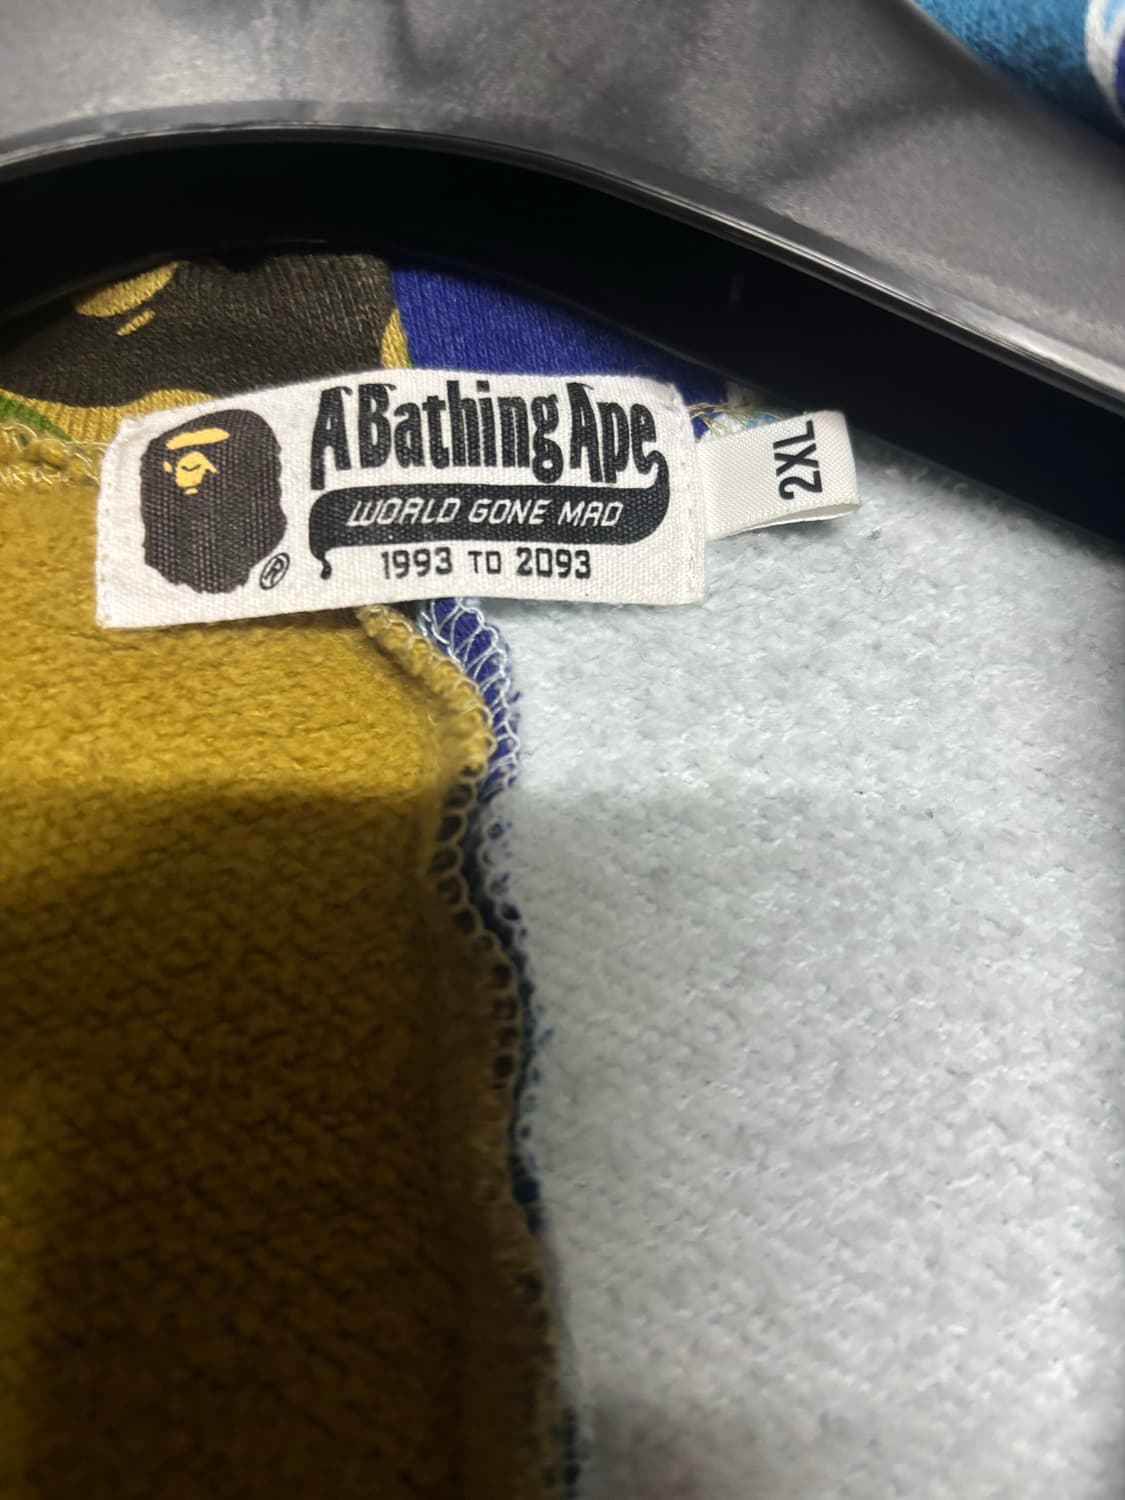 A Bathing Ape
WORLD GONE MAD
1993 TO 2093
®
2XL